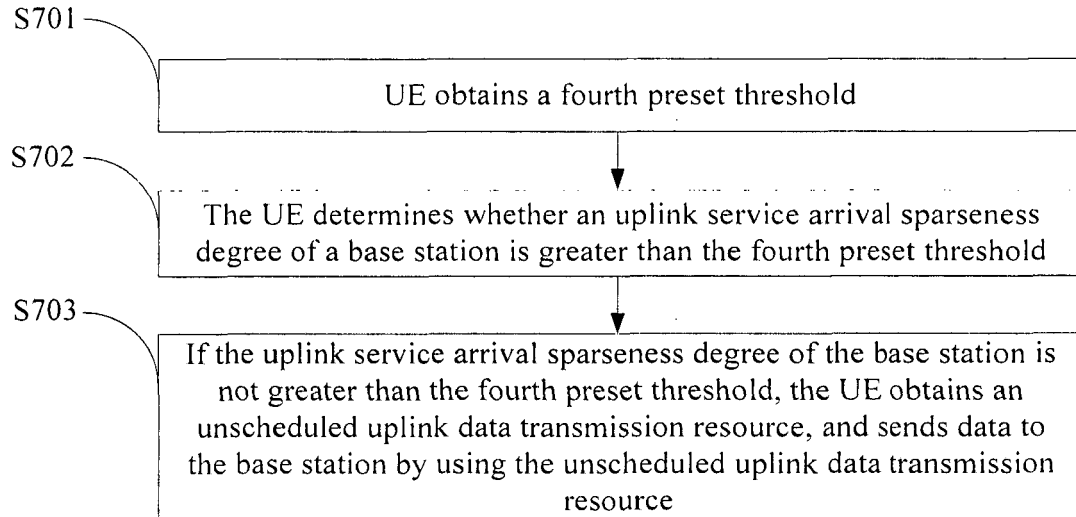 S701
UE obtains a fourth preset threshold
S702
The UE determines whether an uplink service arrival sparseness
degree of a base station is greater than the fourth preset threshold
S703
If the uplink service arrival sparseness degree of the base station is
not greater than the fourth preset threshold, the UE obtains an
unscheduled uplink data transmission resource, and sends data to
the base station by using the unscheduled uplink data transmission
resource